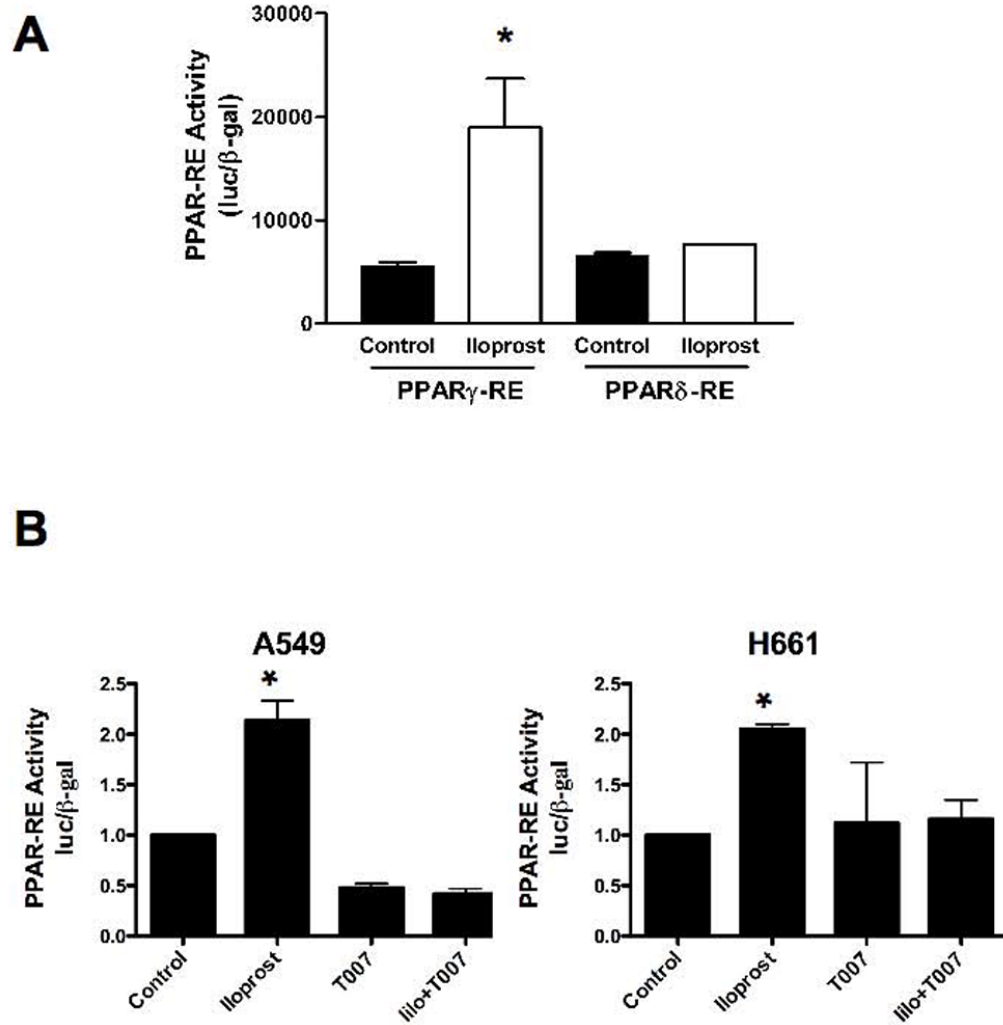 A
PPAR-RE Activity
(luc/β-gal)
30000
20000
10000
0
*
Control Iloprost Control Iloprost
PPARγ-RE PPARδ-RE
B
A549
PPAR-RE Activity
luc/β-gal
2.5
2.0
1.5
1.0
0.5
0.0
*
Control Iloprost T007 Iilo+T007
H661
PPAR-RE Activity
luc/β-gal
2.5
2.0
1.5
1.0
0.5
0.0
*
Control Iloprost T007 Iilo+T007